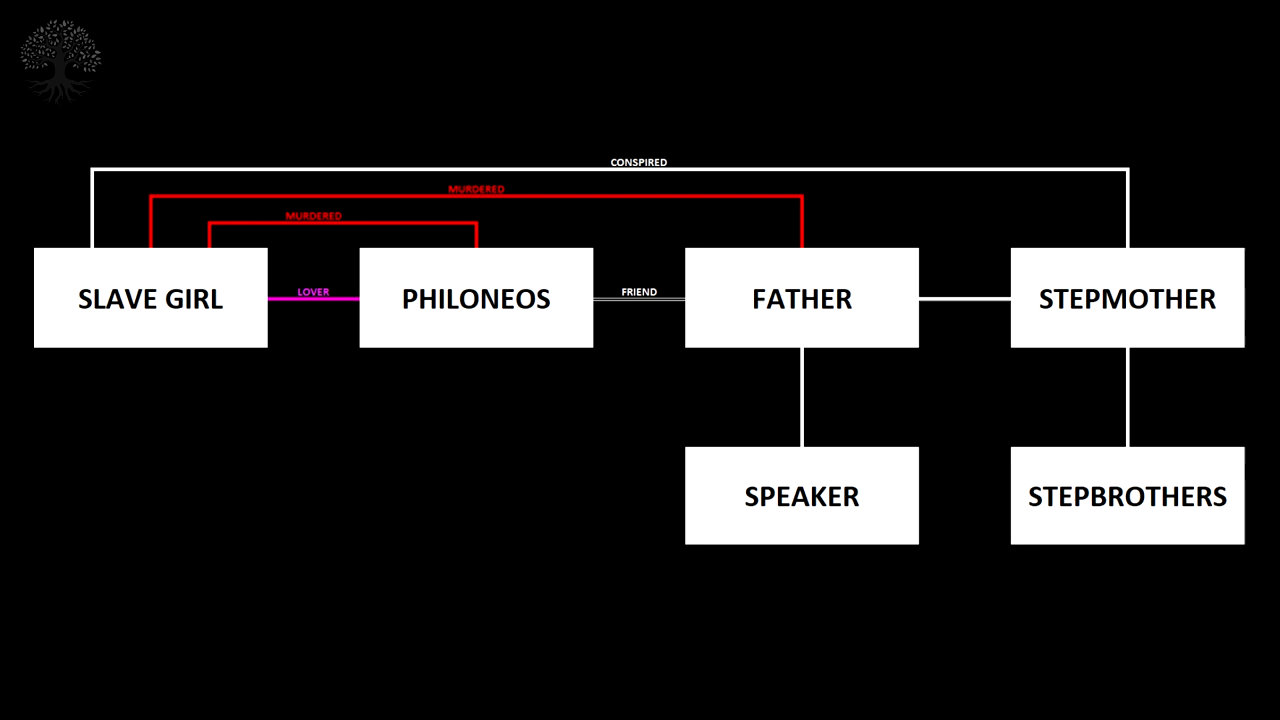 CONSPIRED
MURDERED
MURDERED
SLAVE GIRL
LOVER
PHILONEOS
FRIEND
FATHER
STEPMOTHER
SPEAKER
STEPBROTHERS